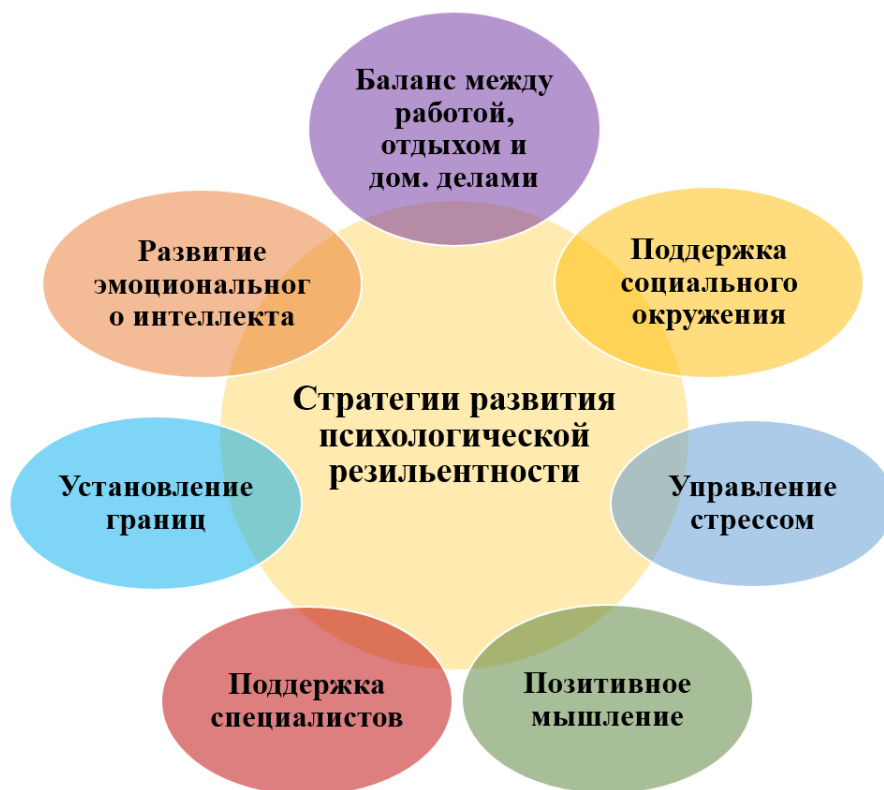 Баланс между
работой,
отдыхом и
дом. делами
Развитие
эмоциональног
о интеллекта
Поддержка
социального
окружения
Стратегии развития
психологической
резильентности
Установление
границ
Управление
стрессом
Поддержка
специалистов
Позитивное
мышление